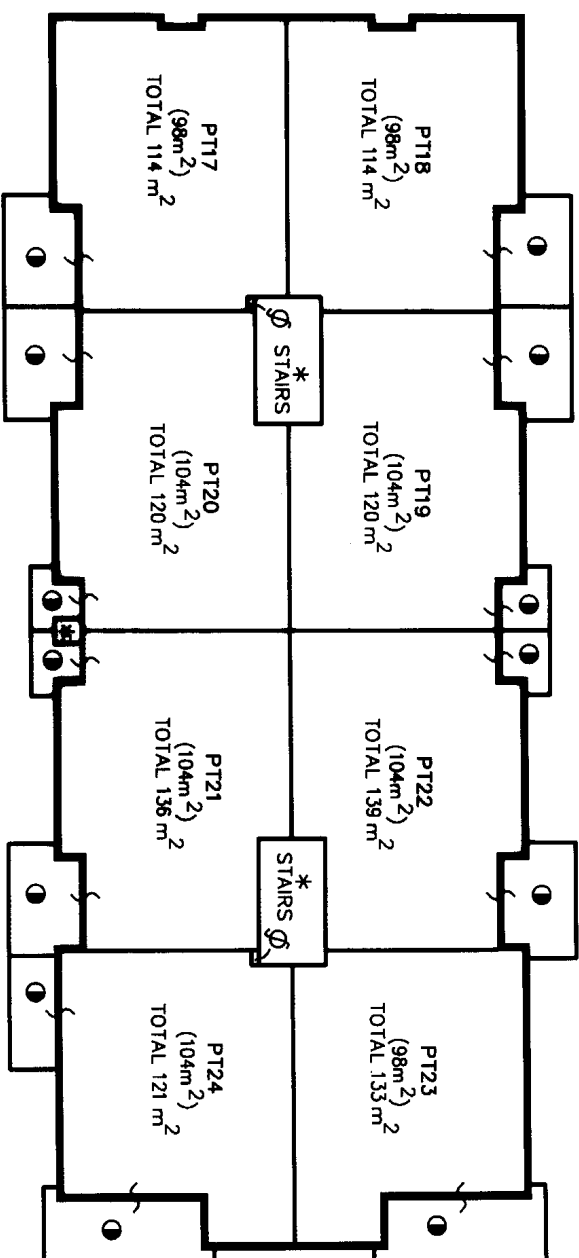 PT18
(98m²)
TOTAL 114 m²
PT17
(98m²)
TOTAL 114 m²
* STAIRS
PT19
(104m²)
TOTAL 120 m²
PT20
(104m²)
TOTAL 120 m²
*
PT22
(104m²)
TOTAL 139 m²
PT21
(104m²)
TOTAL 136 m²
* STAIRS
PT23
(98m²)
TOTAL 133 m²
PT24
(104m²)
TOTAL 121 m²